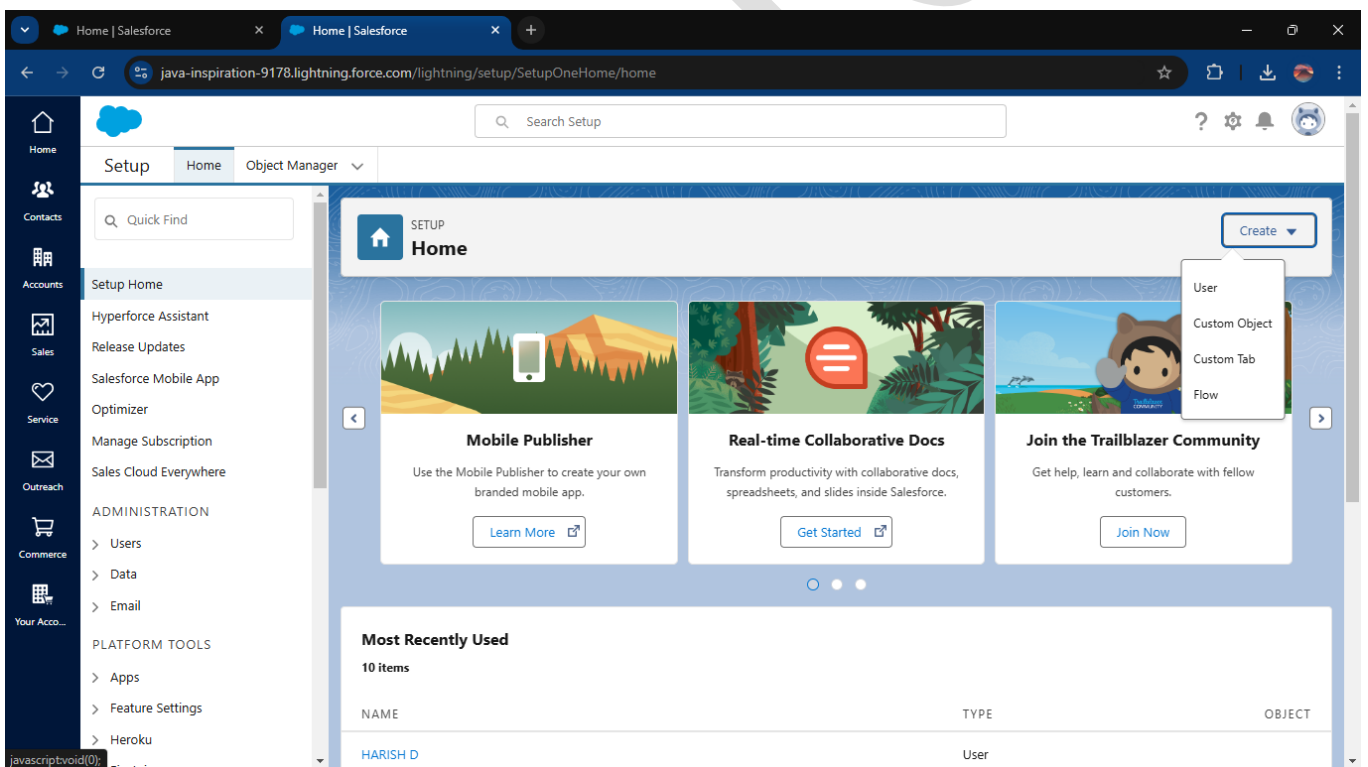 Home | Salesforce
Home | Salesforce
java-inspiration-9178.lightning.force.com/lightning/setup/SetupOneHome/home
Home
Contacts
Accounts
Sales
Service
Outreach
Commerce
Your Acco...
Search Setup
Setup
Home
Object Manager
Quick Find
Setup Home
Hyperforce Assistant
Release Updates
Salesforce Mobile App
Optimizer
Manage Subscription
Sales Cloud Everywhere
ADMINISTRATION
Users
Data
Email
PLATFORM TOOLS
Apps
Feature Settings
Heroku
javascript:void(0);
SETUP
Home
Create
User
Custom Object
Custom Tab
Flow
Mobile Publisher
Use the Mobile Publisher to create your own
branded mobile app.
Learn More
Real-time Collaborative Docs
Transform productivity with collaborative docs,
spreadsheets, and slides inside Salesforce.
Get Started
Join the Trailblazer Community
Get help, learn and collaborate with fellow
customers.
Join Now
Most Recently Used
10 items
NAME TYPE OBJECT
HARISH D User